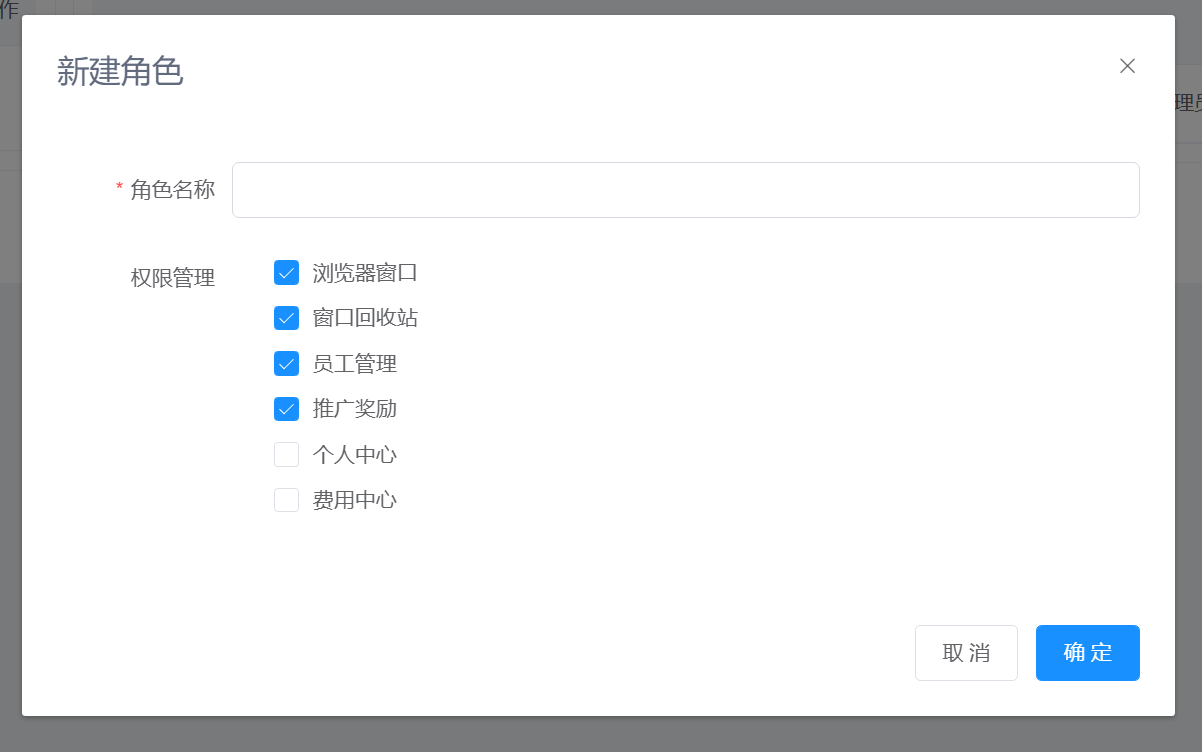 作
新建角色
理员
* 角色名称
权限管理
浏览器窗口
窗口回收站
员工管理
推广奖励
个人中心
费用中心
取 消
确 定